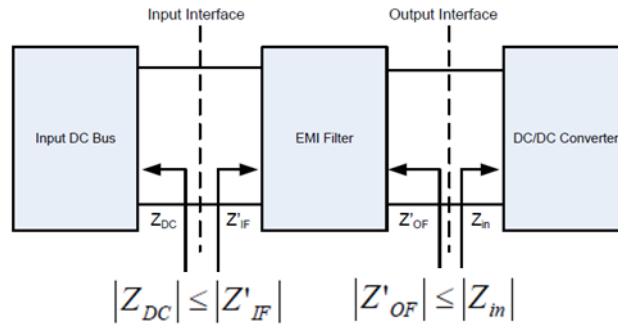 Input Interface
Output Interface
Input DC Bus
EMI Filter
DC/DC Converter
Z_DC
Z'_IF
Z'_OF
Z_in
|Z_DC| ≤ |Z'_IF|
|Z'_OF| ≤ |Z_in|